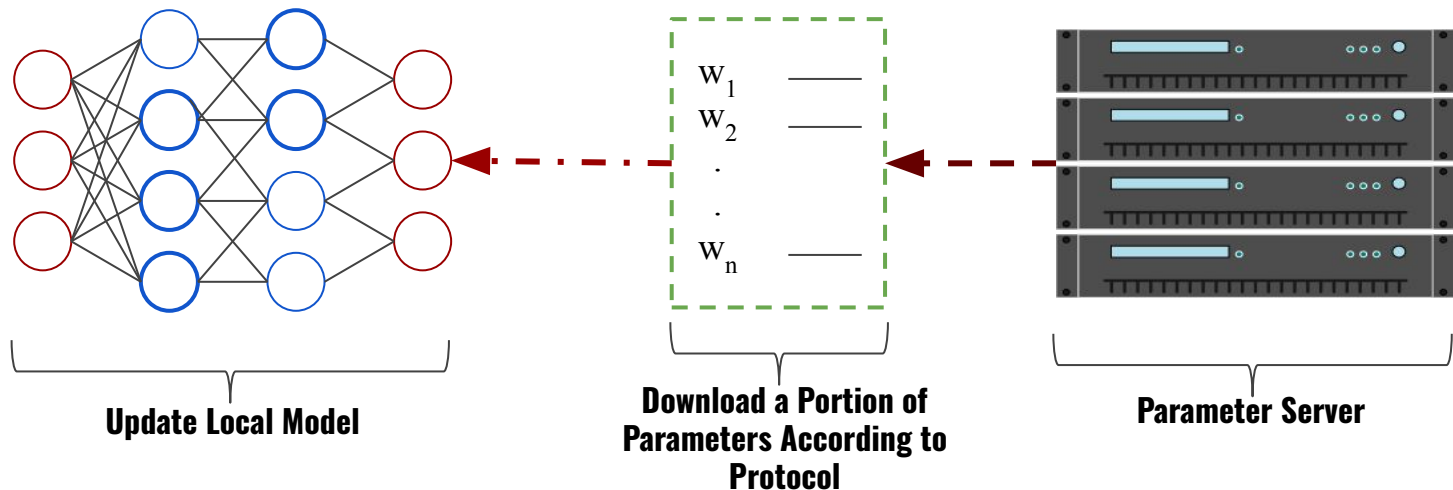 w1
w2
.
.
wn
Update Local Model
Download a Portion of
Parameters According to
Protocol
Parameter Server